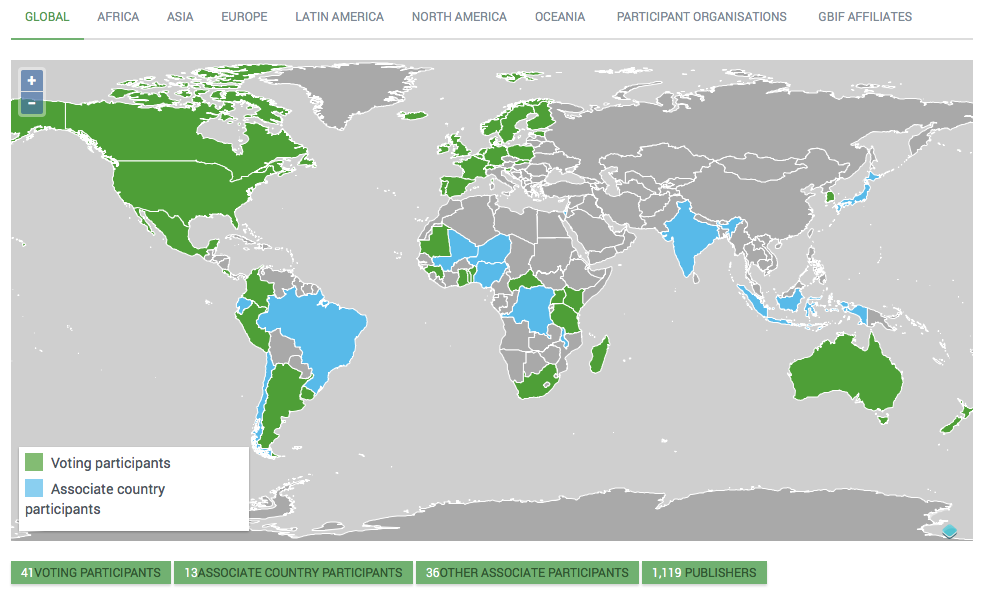 GLOBAL AFRICA ASIA EUROPE LATIN AMERICA NORTH AMERICA OCEANIA PARTICIPANT ORGANISATIONS GBIF AFFILIATES
+
−
Voting participants
Associate country
participants
41VOTING PARTICIPANTS 13ASSOCIATE COUNTRY PARTICIPANTS 36OTHER ASSOCIATE PARTICIPANTS 1,119 PUBLISHERS